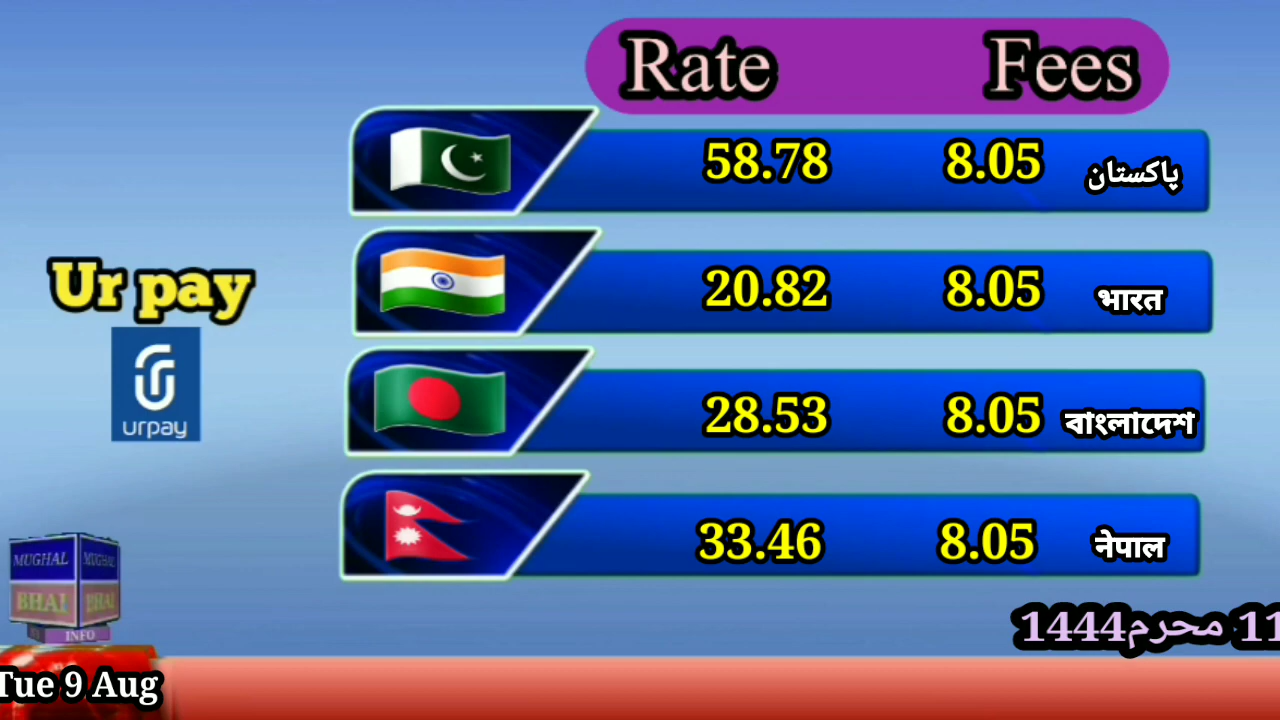 Rate Fees
58.78 8.05 پاکستان
20.82 8.05 भारत
Ur pay
urpay
28.53 8.05 বাংলাদেশ
33.46 8.05 नेपाल
MUGHAL MUGHAL
BHAI BHAI
INFO
11 محرم1444
Tue 9 Aug